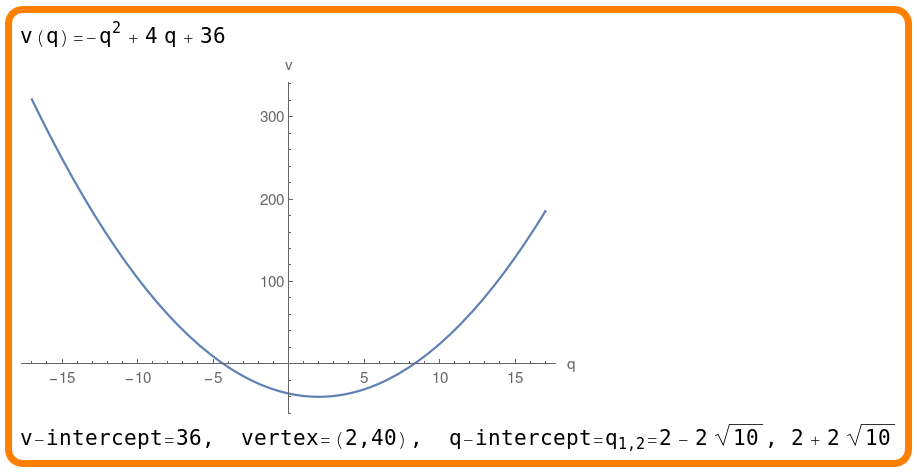 v(q)=-q² + 4 q + 36
v
300
200
100
−15 −10 −5 5 10 15 q
v-intercept=36, vertex=(2,40), q-intercept=q₁,₂=2 - 2 √10, 2 + 2 √10